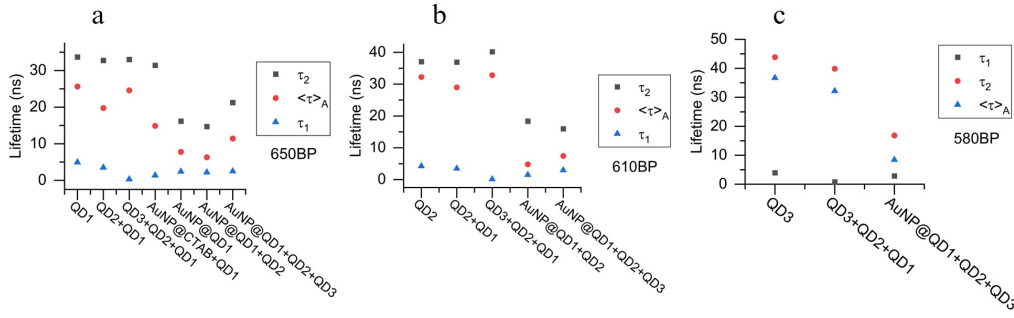 a
Lifetime (ns)
30
20
10
0
QD1
QD2+QD1
QD3+QD2+QD1
AuNP@CTAB+QD1
AuNP@QD1
AuNP@QD1+QD2
AuNP@QD1+QD2+QD3
τ2
<τ>A
τ1
650BP
b
Lifetime (ns)
40
30
20
10
0
QD2
QD2+QD1
QD3+QD2+QD1
AuNP@QD1+QD2
AuNP@QD1+QD2+QD3
τ2
<τ>A
τ1
610BP
c
Lifetime (ns)
50
40
30
20
10
0
QD3
QD3+QD2+QD1
AuNP@QD1+QD2+QD3
τ1
τ2
<τ>A
580BP